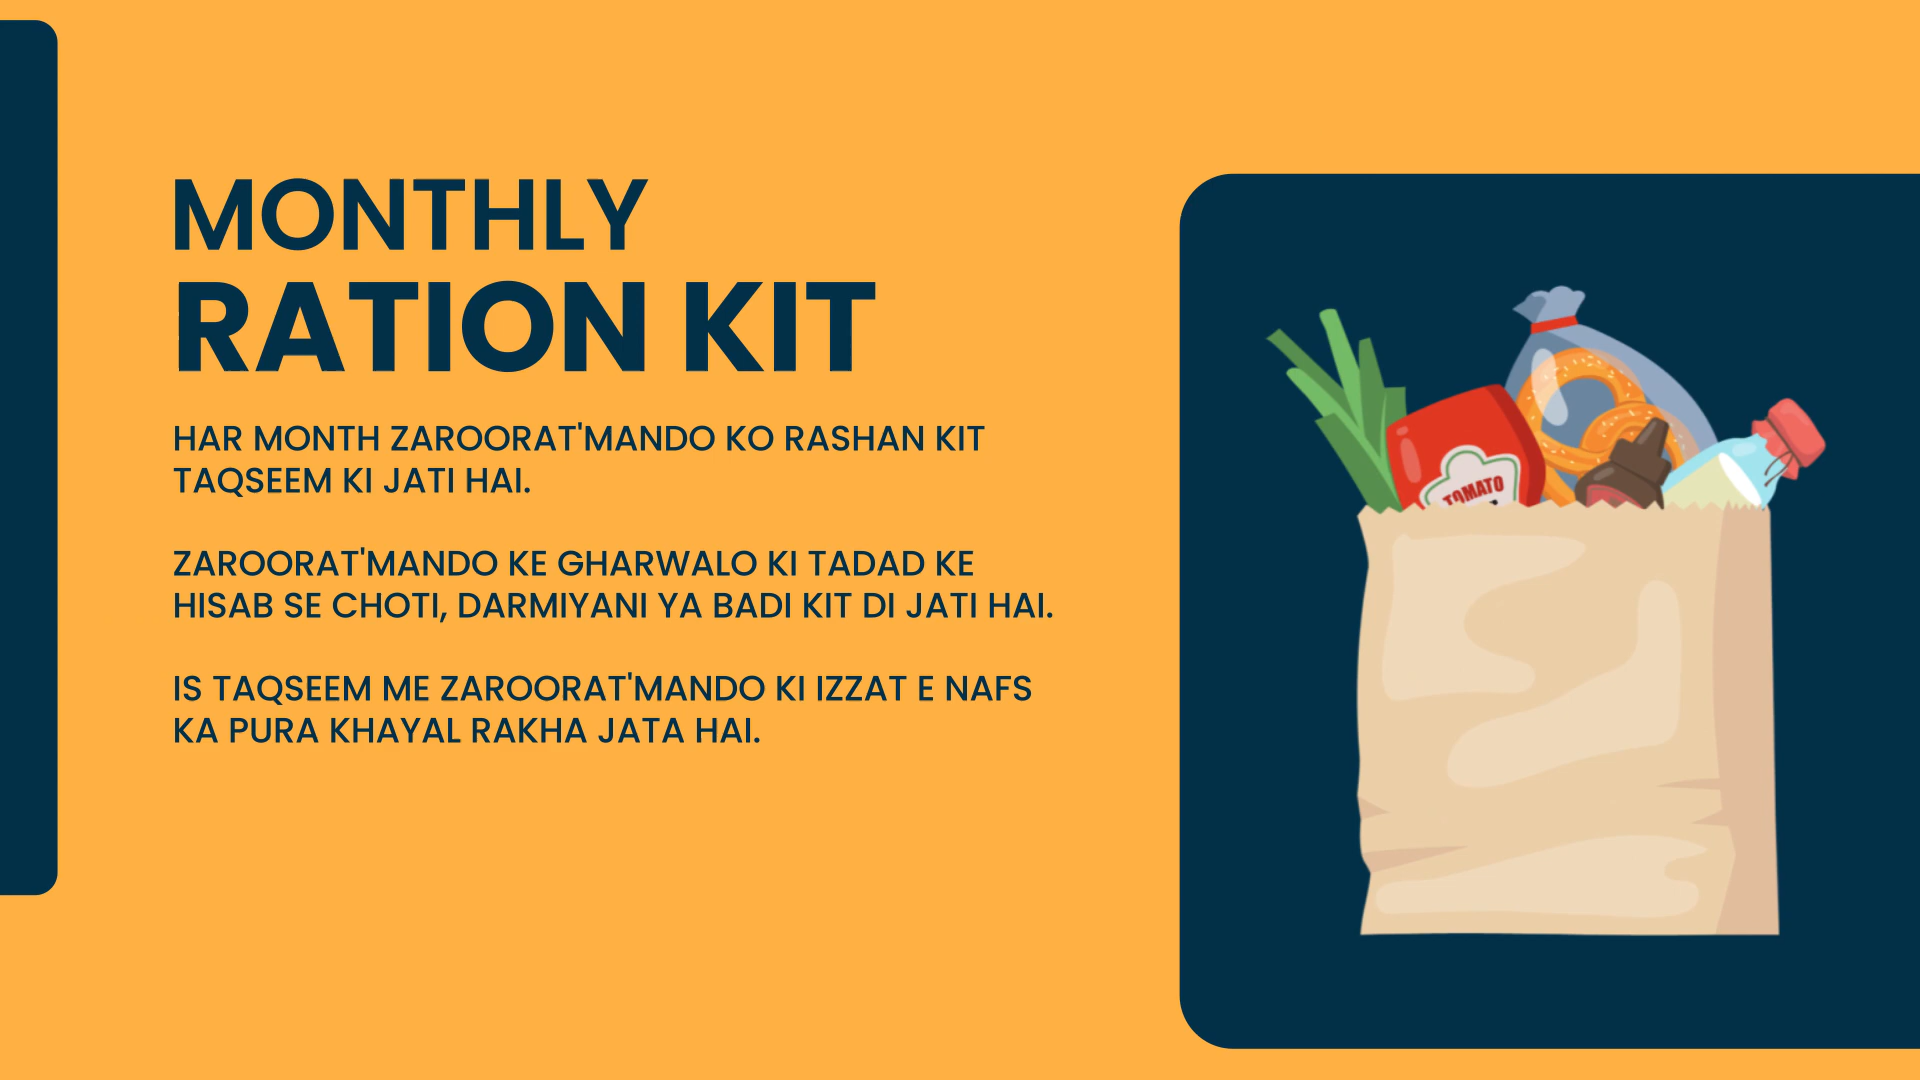 MONTHLY
RATION KIT
HAR MONTH ZAROORAT'MANDO KO RASHAN KIT
TAQSEEM KI JATI HAI.
ZAROORAT'MANDO KE GHARWALO KI TADAD KE
HISAB SE CHOTI, DARMIYANI YA BADI KIT DI JATI HAI.
IS TAQSEEM ME ZAROORAT'MANDO KI IZZAT E NAFS
KA PURA KHAYAL RAKHA JATA HAI.
TOMATO